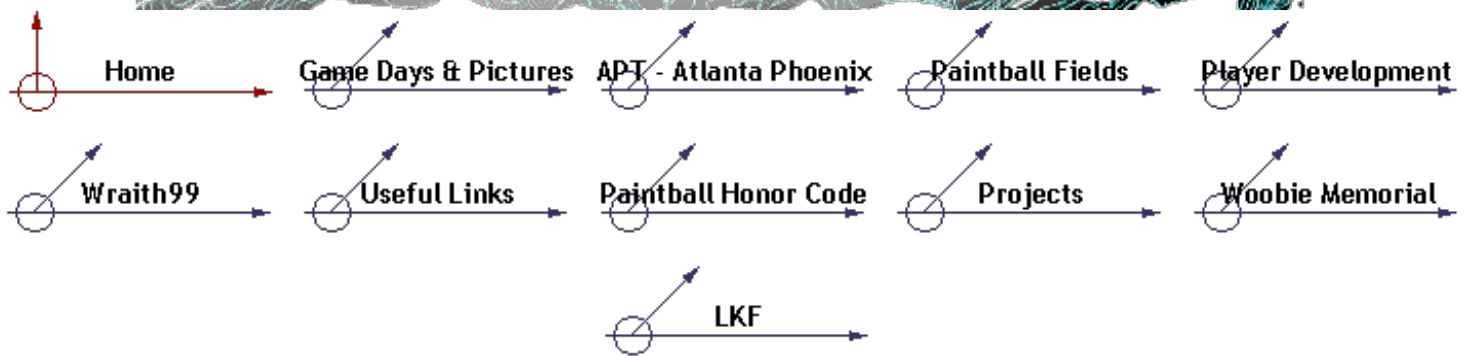 Home Game Days & Pictures APT - Atlanta Phoenix Paintball Fields Player Development
Wraith99 Useful Links Paintball Honor Code Projects Woobie Memorial
LKF